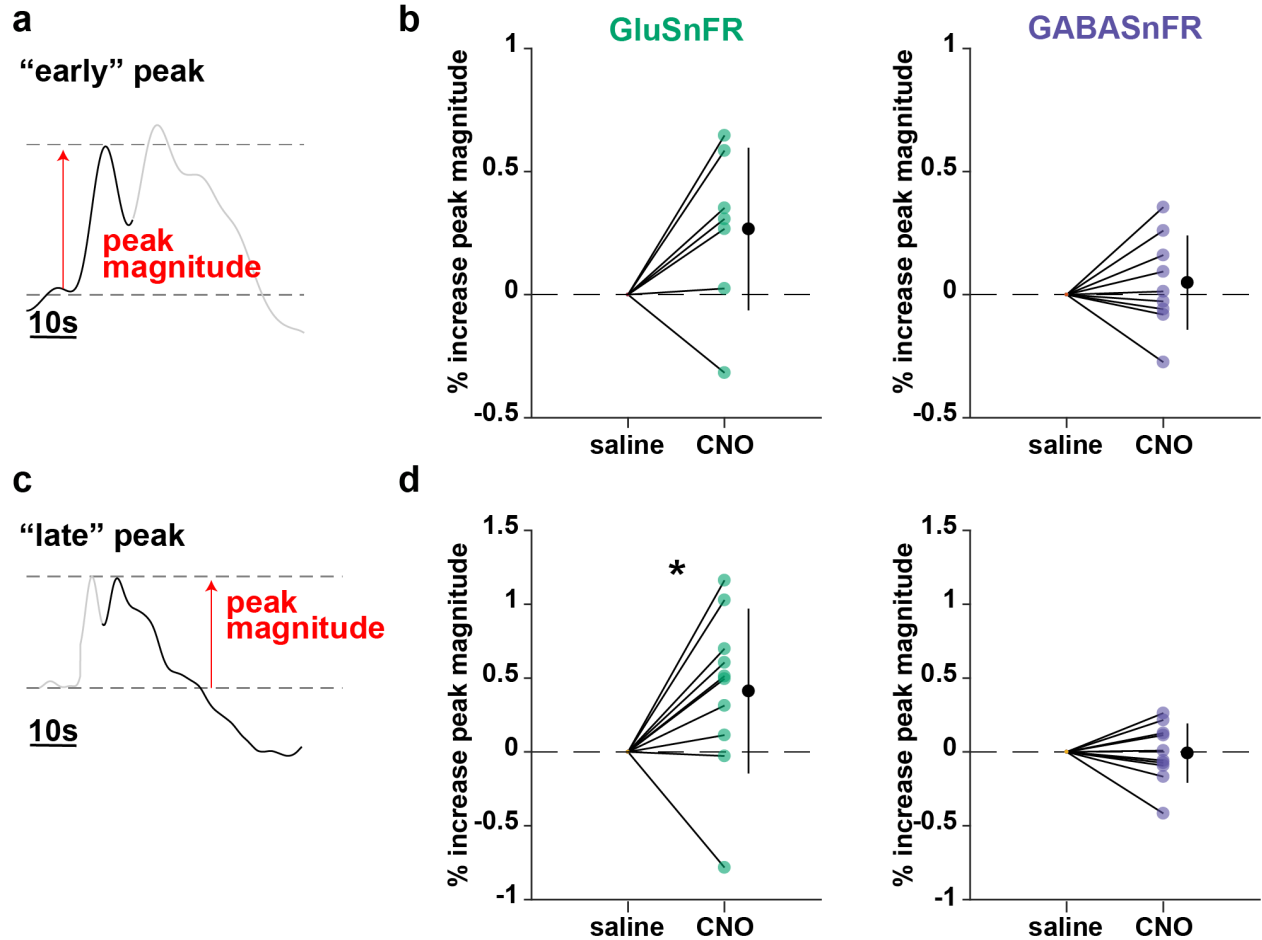 a
“early” peak
peak
magnitude
10s
b
GluSnFR
% increase peak magnitude
1
0.5
0
-0.5
saline
CNO
GABASnFR
% increase peak magnitude
1
0.5
0
-0.5
saline
CNO
c
“late” peak
peak
magnitude
10s
d
% increase peak magnitude
1.5
1
0.5
0
-0.5
-1
*
saline
CNO
% increase peak magnitude
1.5
1
0.5
0
-0.5
-1
saline
CNO